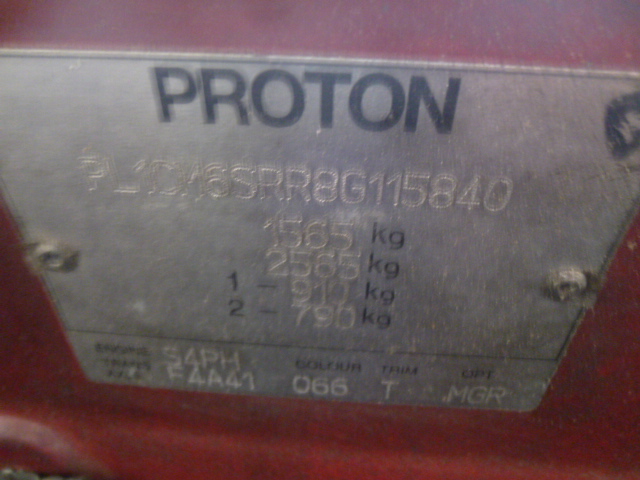 PROTON
PL1CM6SRR8G115840
1565 kg
2565 kg
1 - 910 kg
2 - 790 kg
ENGINE S4PH COLOUR TRIM OPT
TRANS F4A41 066 T MGR
AXLE